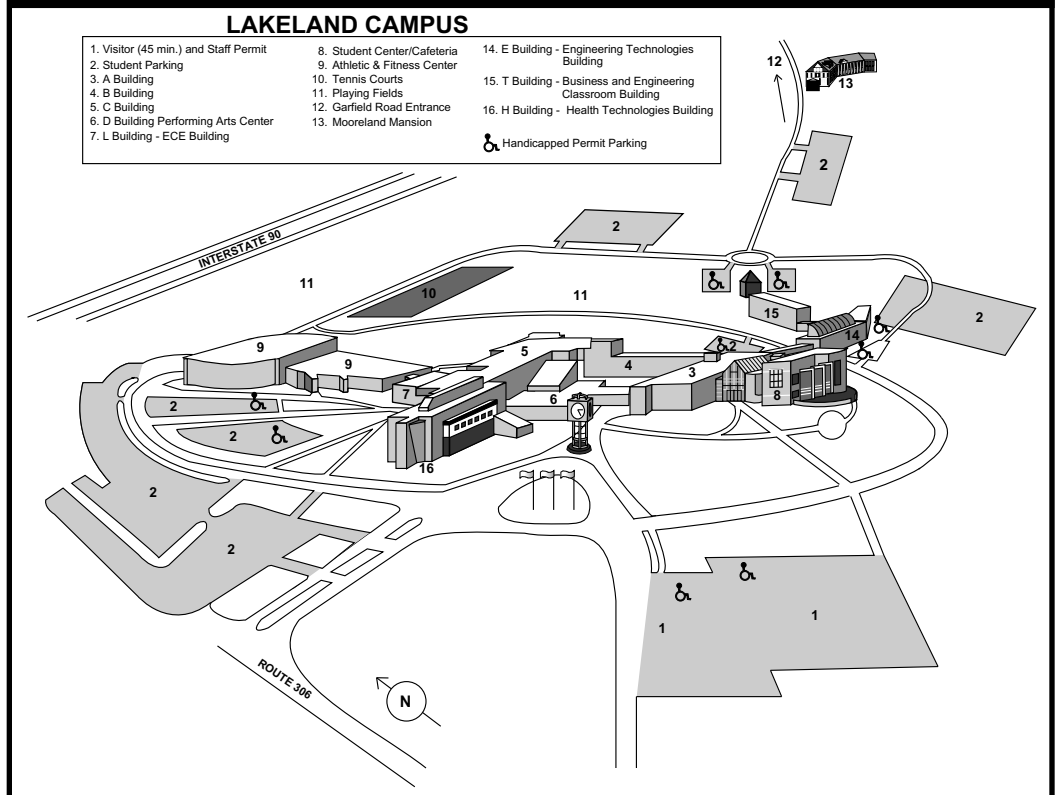 LAKELAND CAMPUS
1. Visitor (45 min.) and Staff Permit
2. Student Parking
3. A Building
4. B Building
5. C Building
6. D Building Performing Arts Center
7. L Building - ECE Building
8. Student Center/Cafeteria
9. Athletic & Fitness Center
10. Tennis Courts
11. Playing Fields
12. Garfield Road Entrance
13. Mooreland Mansion
14. E Building - Engineering Technologies
Building
15. T Building - Business and Engineering
Classroom Building
16. H Building - Health Technologies Building
Handicapped Permit Parking
12
13
2
2
INTERSTATE 90
11
10
11
15
2
14
9
9
5
4
2
3
7
6
8
2
2
16
2
2
1
1
ROUTE 306
N